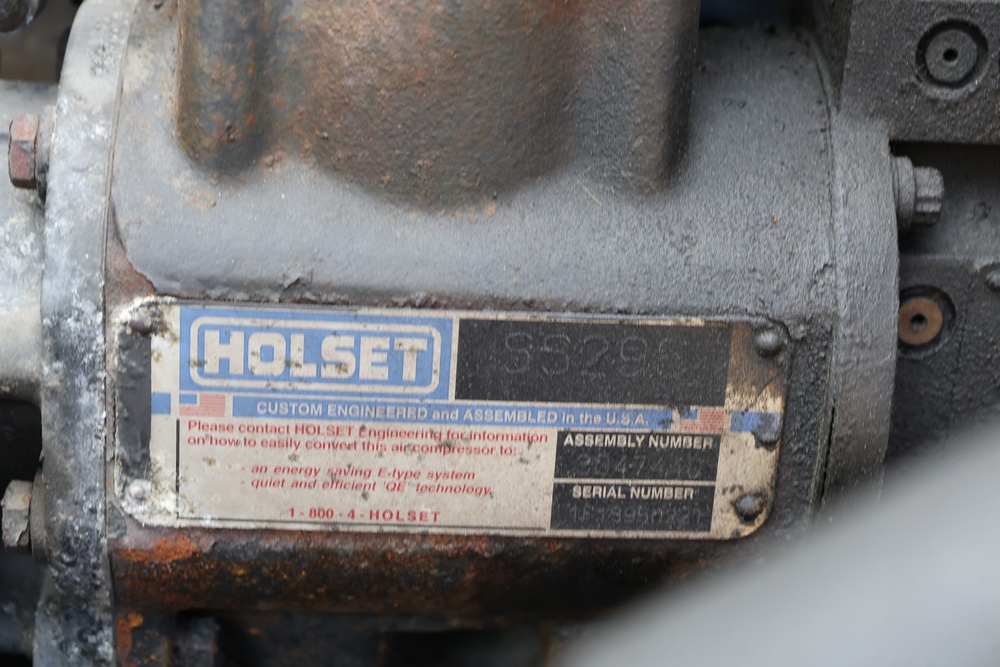 HOLSET
CUSTOM ENGINEERED and ASSEMBLED in the U.S.A.
Please contact HOLSET Engineering for information
on how to easily convert this air compressor to:
an energy saving E-type system
quiet and efficient 'QE' technology.
1-800-4-HOLSET
ASSEMBLY NUMBER
SERIAL NUMBER